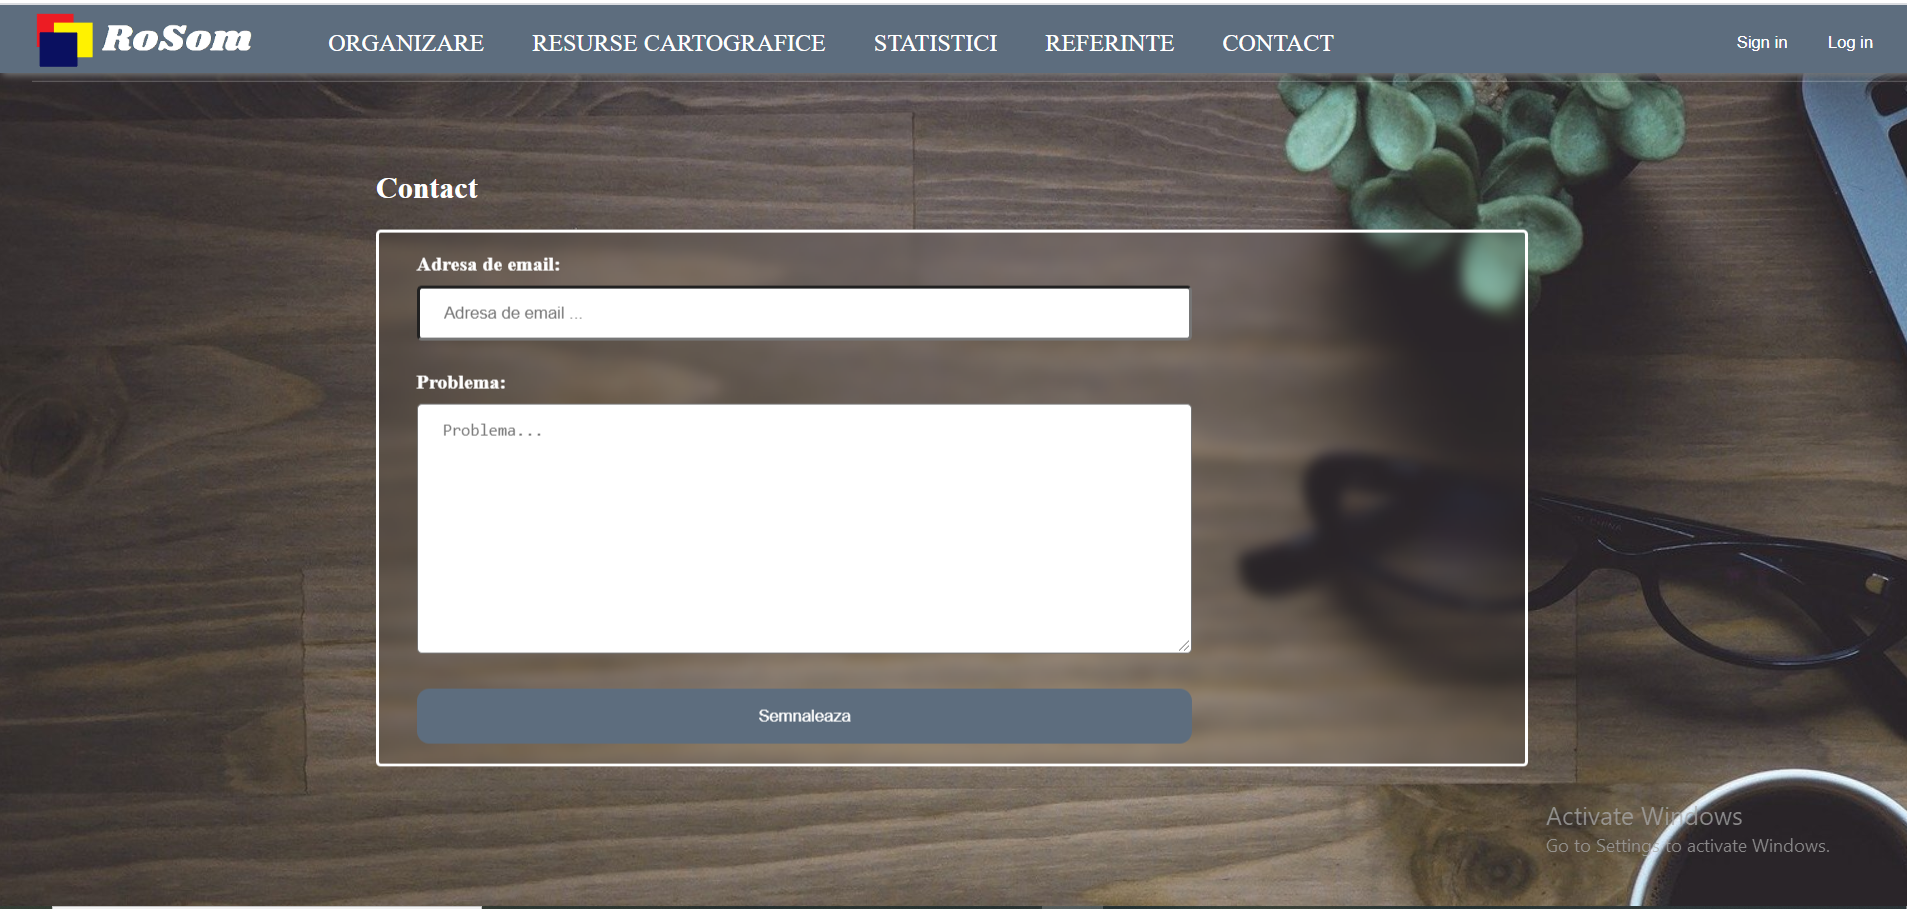 RoSom
ORGANIZARE
RESURSE CARTOGRAFICE
STATISTICI
REFERINTE
CONTACT
Sign in
Log in
Contact
Adresa de email:
Adresa de email ...
Problema:
Problema...
Semnaleaza
Activate Windows
Go to Settings to activate Windows.